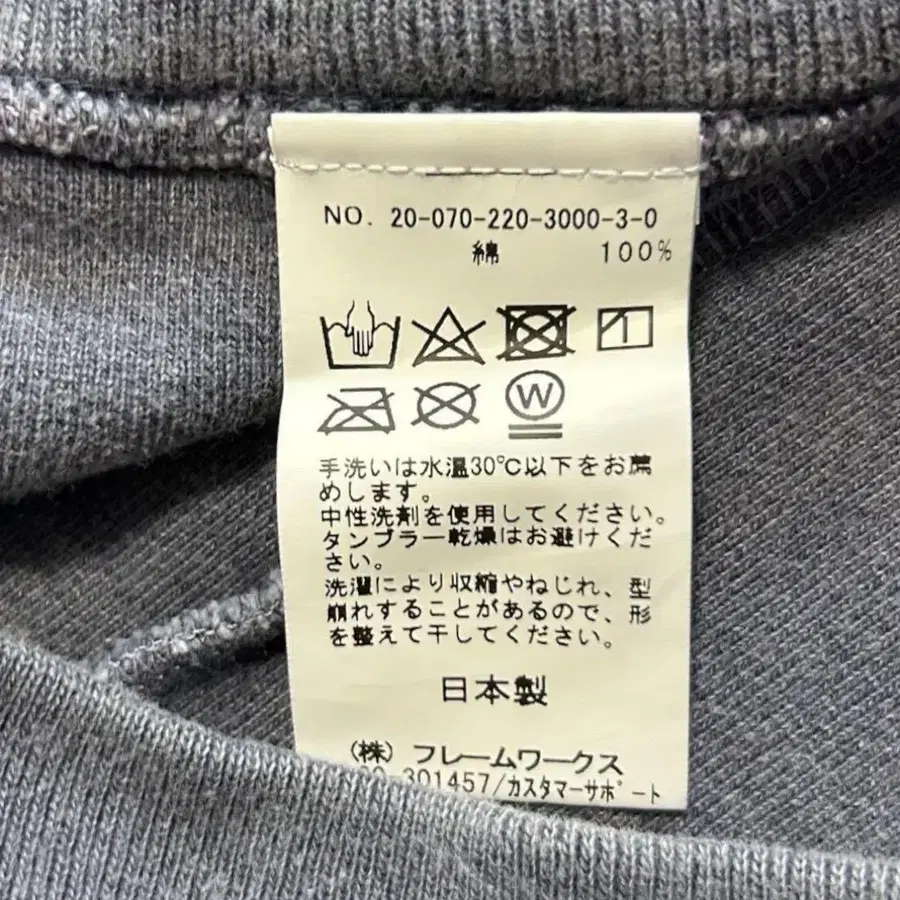 NO. 20-070-220-3000-3-0
綿 100%
W
手洗いは水温30℃以下をお薦
めします。
中性洗剤を使用してください。
タンブラー乾燥はお避けくだ
さい。
洗濯により収縮やねじれ、型
崩れすることがあるので、形
を整えて干してください。
日本製
(株)フレームワークス
301457/カスタマーサポート